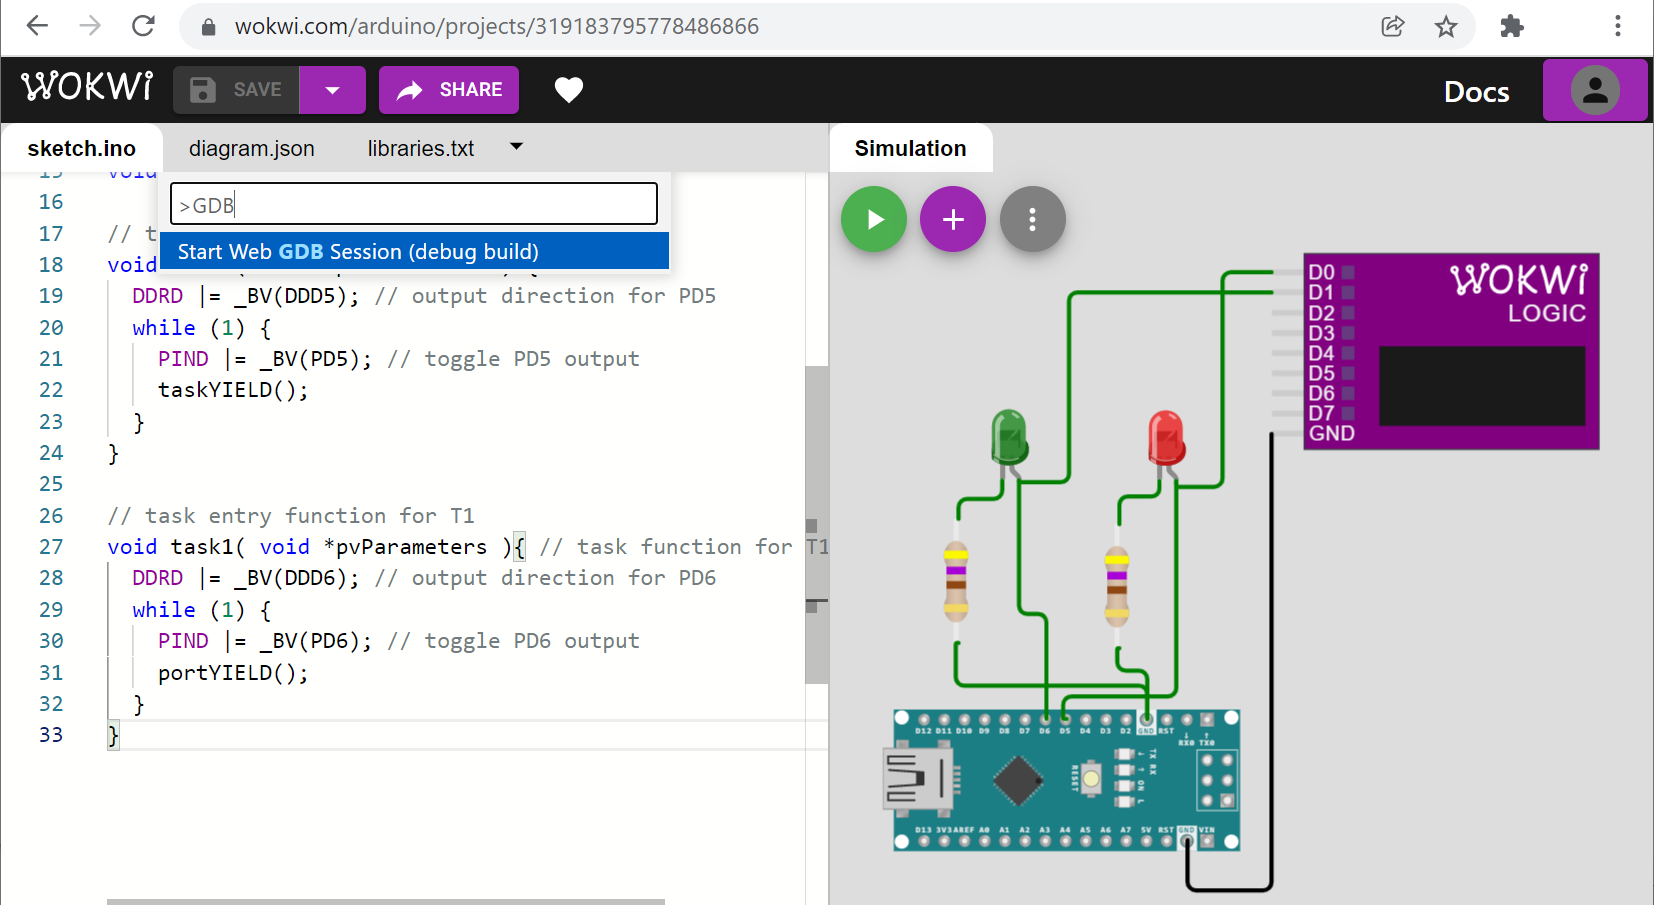 wokwi.com/arduino/projects/319183795778486866
WOKWi
SAVE
SHARE
Docs
sketch.ino
diagram.json
libraries.txt
Simulation
>GDB
Start Web GDB Session (debug build)
15 void
16
17 // t
18 void
19 DDRD |= _BV(DDD5); // output direction for PD5
20 while (1) {
21 PIND |= _BV(PD5); // toggle PD5 output
22 taskYIELD();
23 }
24 }
25
26 // task entry function for T1
27 void task1( void *pvParameters ){ // task function for T1
28 DDRD |= _BV(DDD6); // output direction for PD6
29 while (1) {
30 PIND |= _BV(PD6); // toggle PD6 output
31 portYIELD();
32 }
33 }
WOKWi
LOGIC
D0
D1
D2
D3
D4
D5
D6
D7
GND
D12 D11 D10 D9 D8 D7 D6 D5 D4 D3 D2 GND RST
RX0 TX0
RESET
TX RX
ON L
D13 3V3 AREF A0 A1 A2 A3 A4 A5 A6 A7 5V RST GND VIN